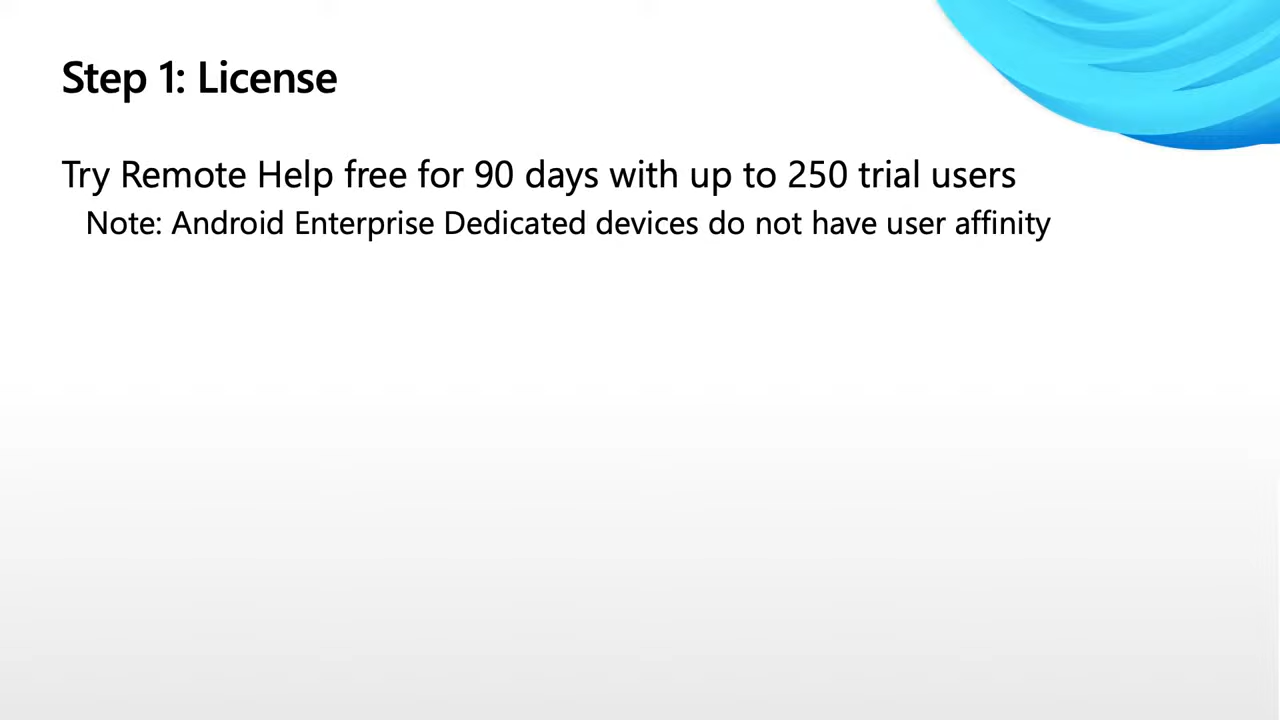 Step 1: License
Try Remote Help free for 90 days with up to 250 trial users
Note: Android Enterprise Dedicated devices do not have user affinity